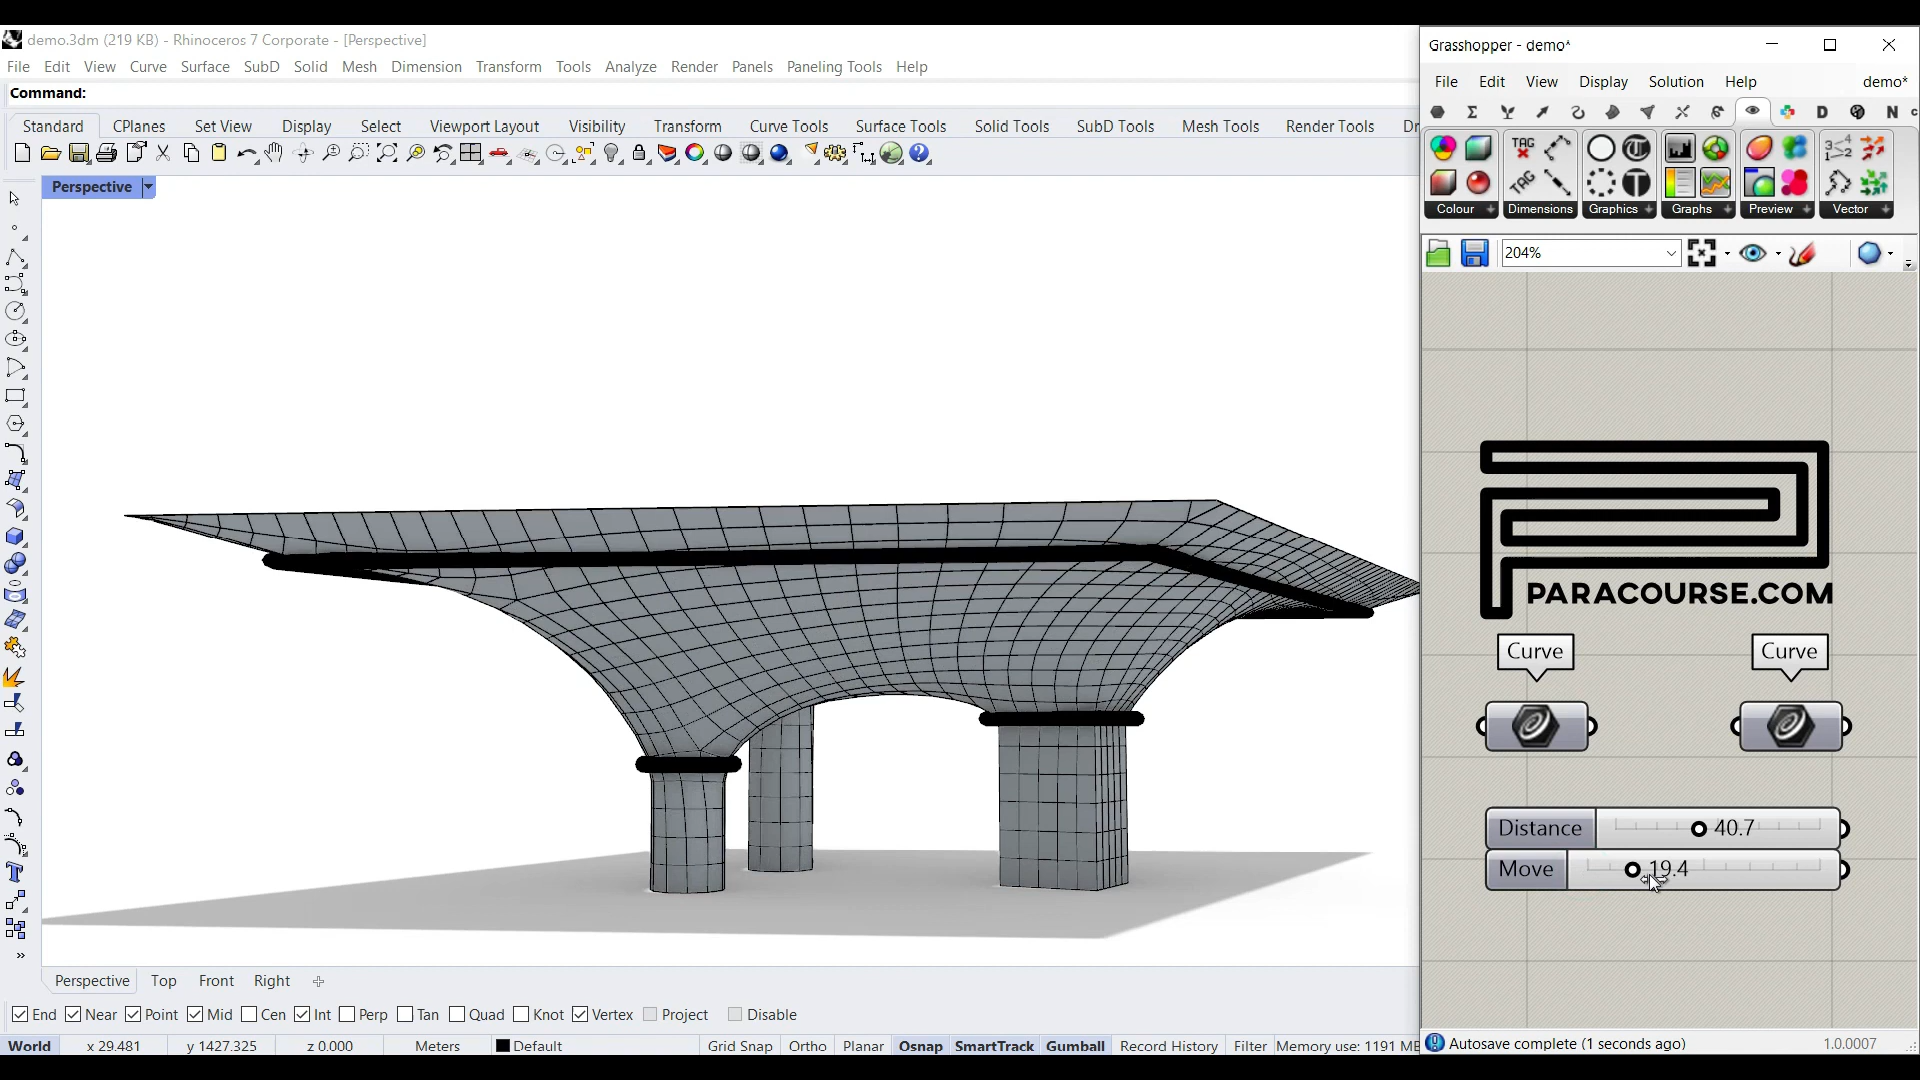 demo.3dm (219 KB) - Rhinoceros 7 Corporate - [Perspective]
File Edit View Curve Surface SubD Solid Mesh Dimension Transform Tools Analyze Render Panels Paneling Tools Help
Command:
Standard CPlanes Set View Display Select Viewport Layout Visibility Transform Curve Tools Surface Tools Solid Tools SubD Tools Mesh Tools Render Tools Dr
Perspective
Perspective Top Front Right
End Near Point Mid Cen Int Perp Tan Quad Knot Vertex Project Disable
World x 29.481 y 1427.325 z 0.000 Meters Default Grid Snap Ortho Planar Osnap SmartTrack Gumball Record History Filter Memory use: 1191 MB
Grasshopper - demo*
File Edit View Display Solution Help demo*
D N
TAG
TAG
Colour Dimensions Graphics Graphs Preview Vector
204%
PARACOURSE.COM
Curve Curve
Distance 40.7
Move 19.4
Autosave complete (1 seconds ago) 1.0.0007